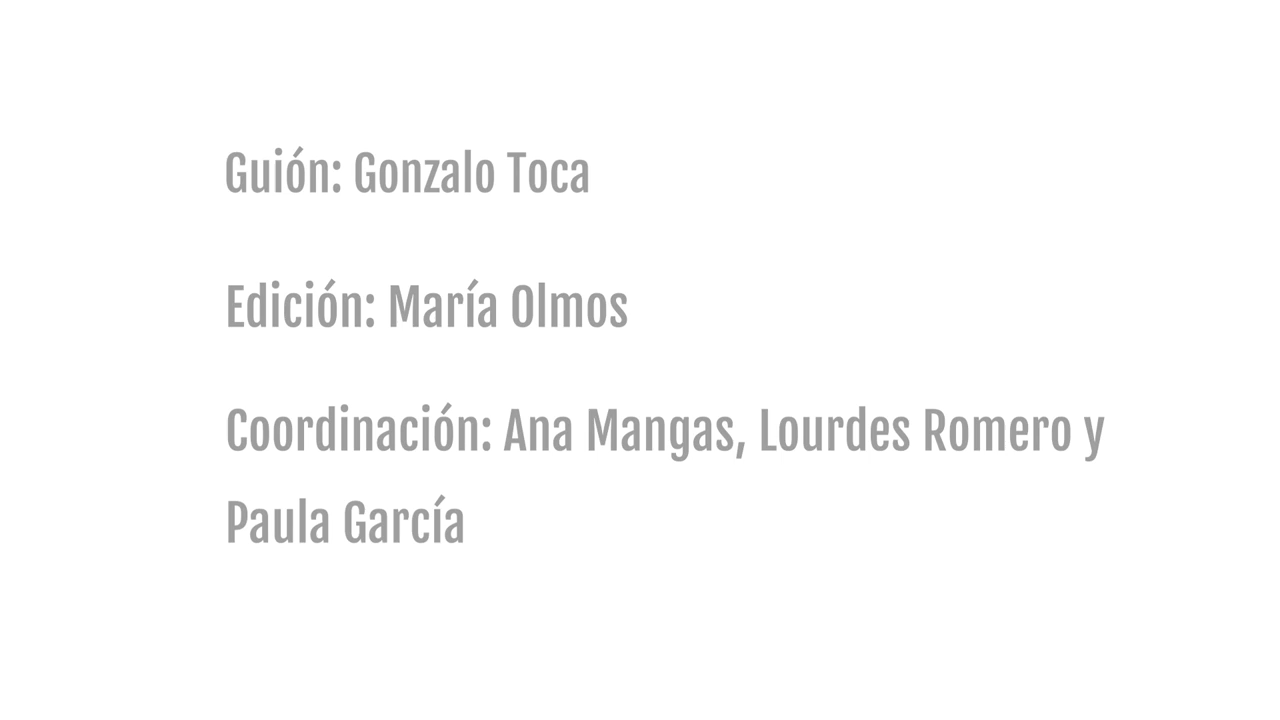 Guión: Gonzalo Toca
Edición: María Olmos
Coordinación: Ana Mangas, Lourdes Romero y
Paula García